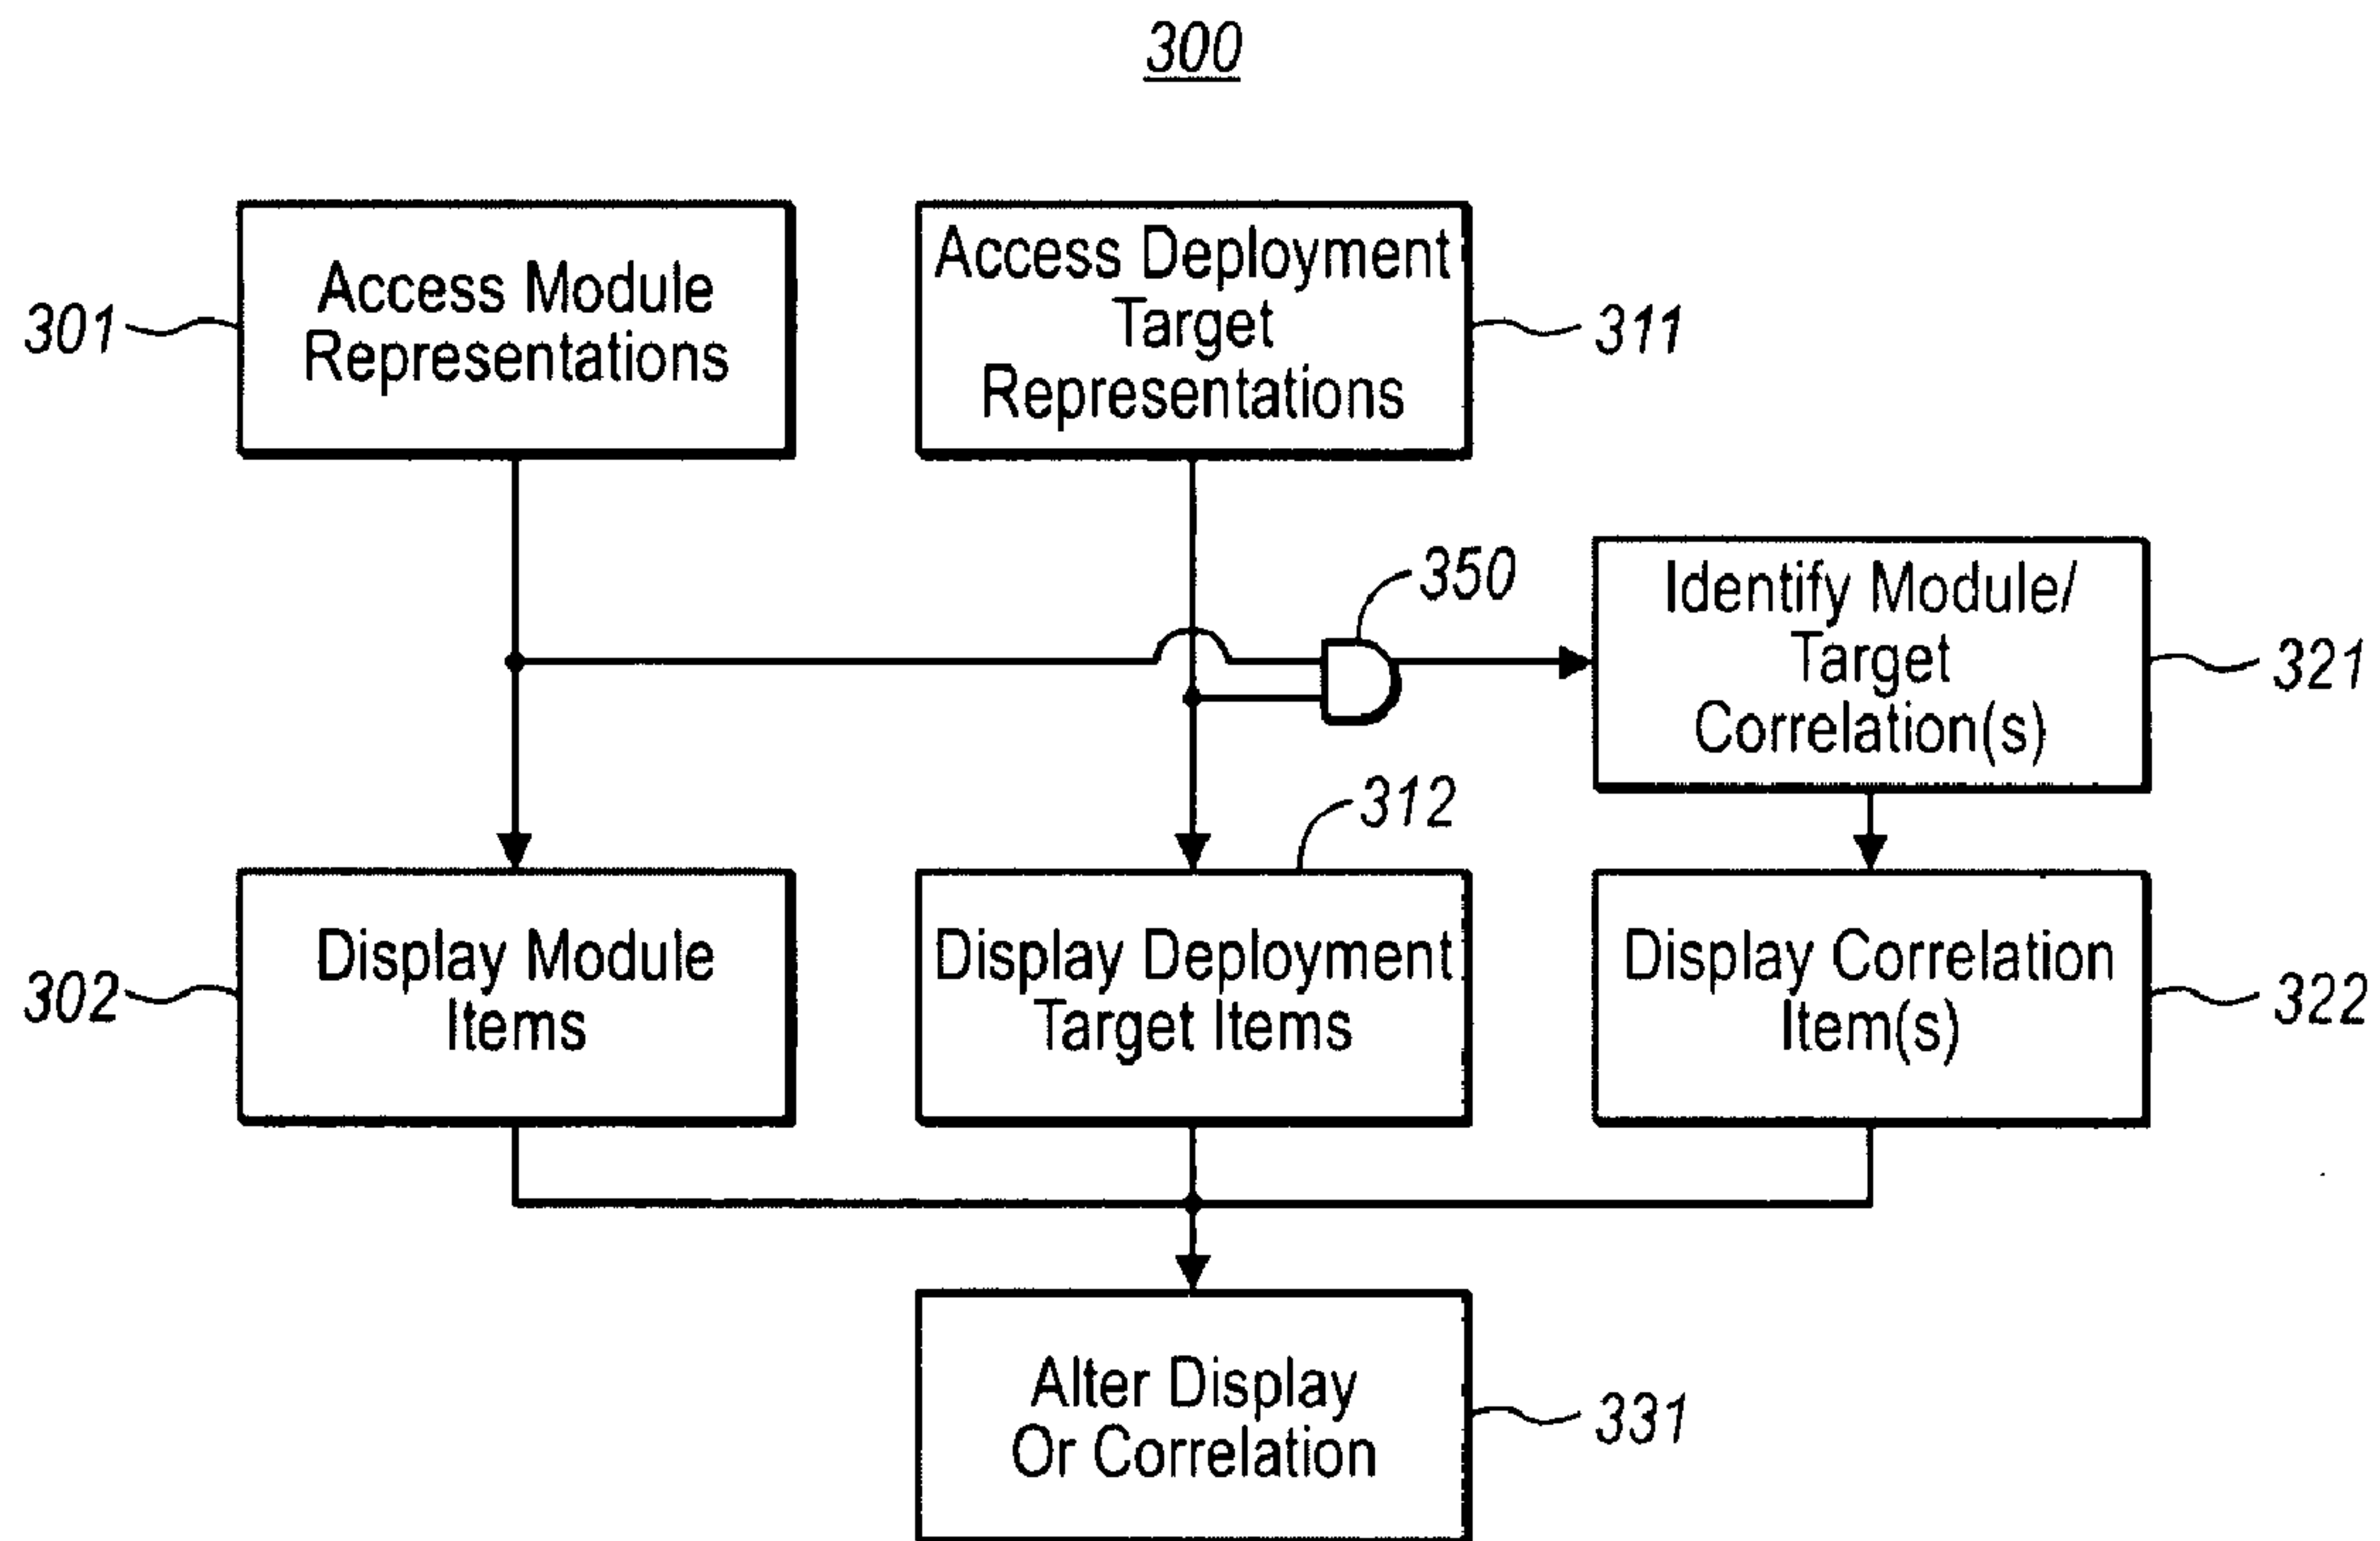 300
Access Module
Representations
301
Access Deployment
Target
Representations
311
350
Identify Module/
Target
Correlation(s)
321
312
Display Module
Items
302
Display Deployment
Target Items
Display Correlation
Item(s)
322
Alter Display
Or Correlation
331